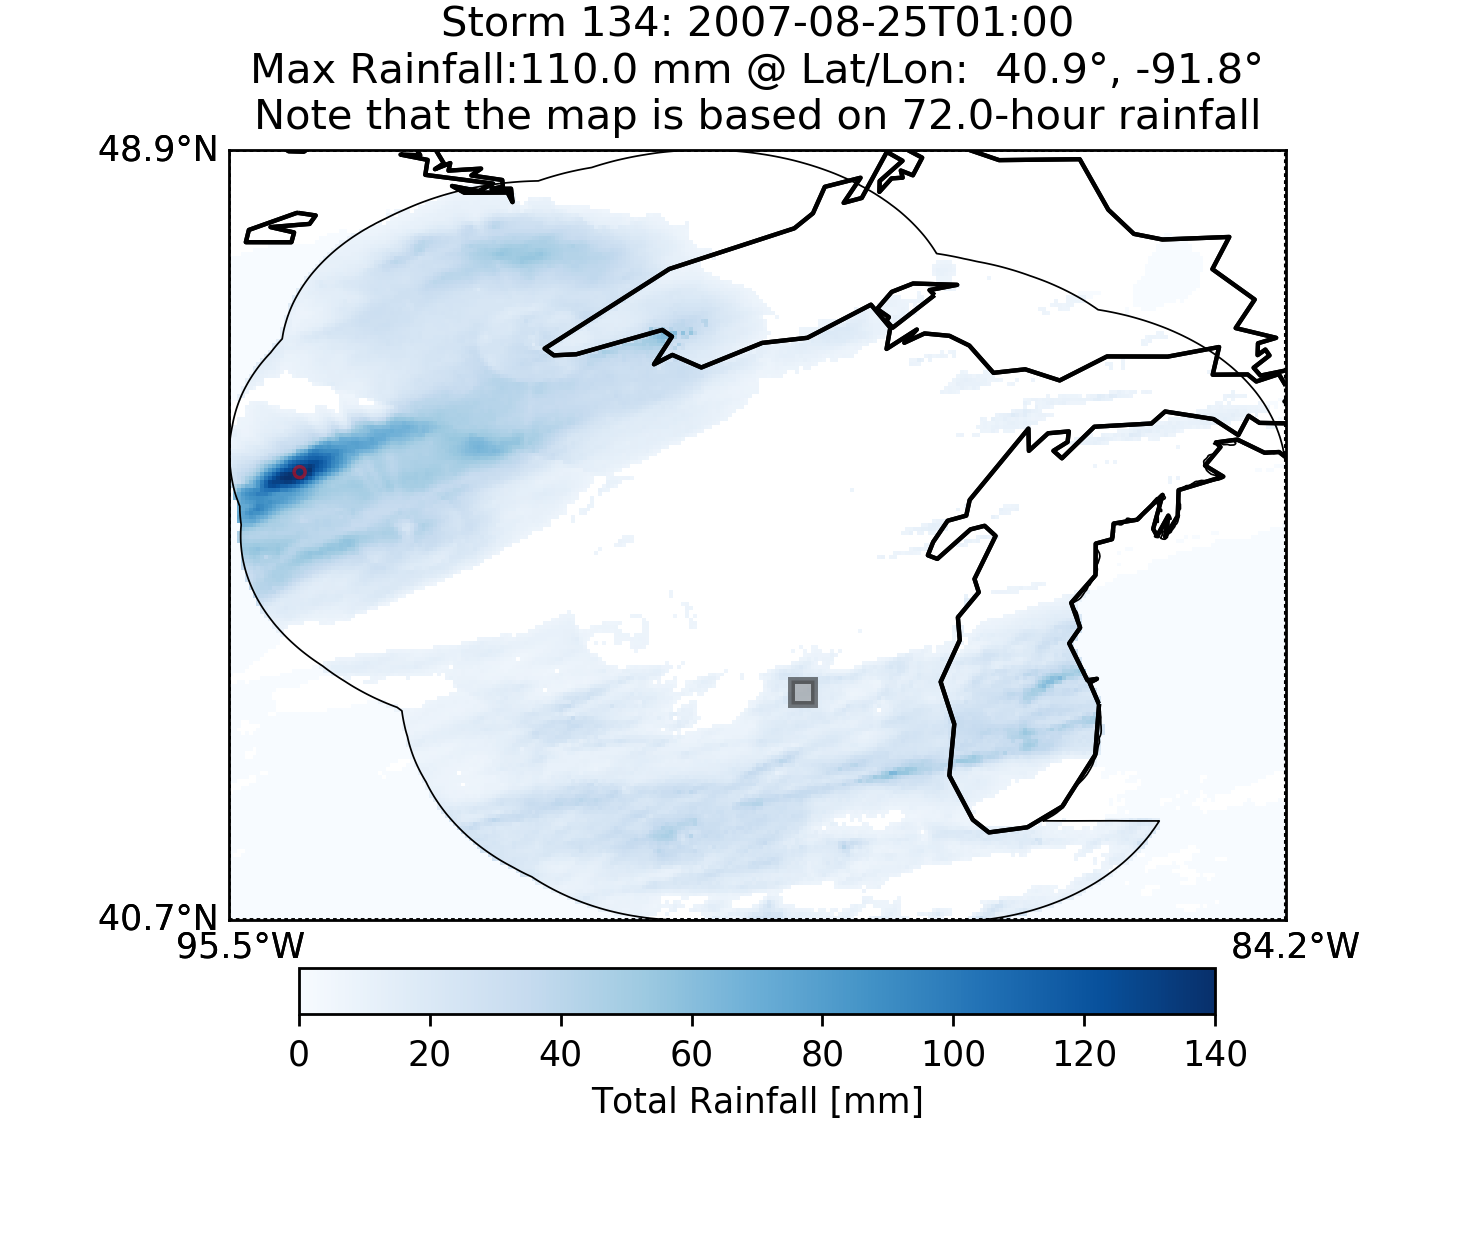 Storm 134: 2007-08-25T01:00
Max Rainfall:110.0 mm @ Lat/Lon:  40.9°, -91.8°
Note that the map is based on 72.0-hour rainfall
48.9°N
40.7°N
95.5°W 84.2°W
0 20 40 60 80 100 120 140
Total Rainfall [mm]